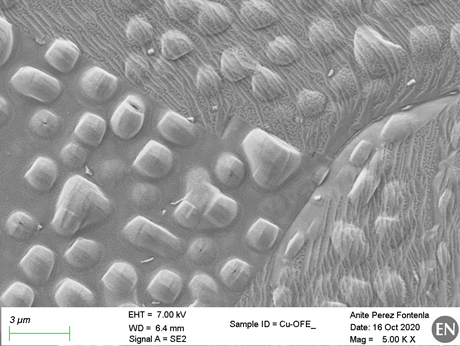 3 µm
EHT = 7.00 kV
WD = 6.4 mm
Signal A = SE2
Sample ID = Cu-OFE_
Anite Perez Fontenla
Date: 16 Oct 2020
Mag = 5.00 K X
EN